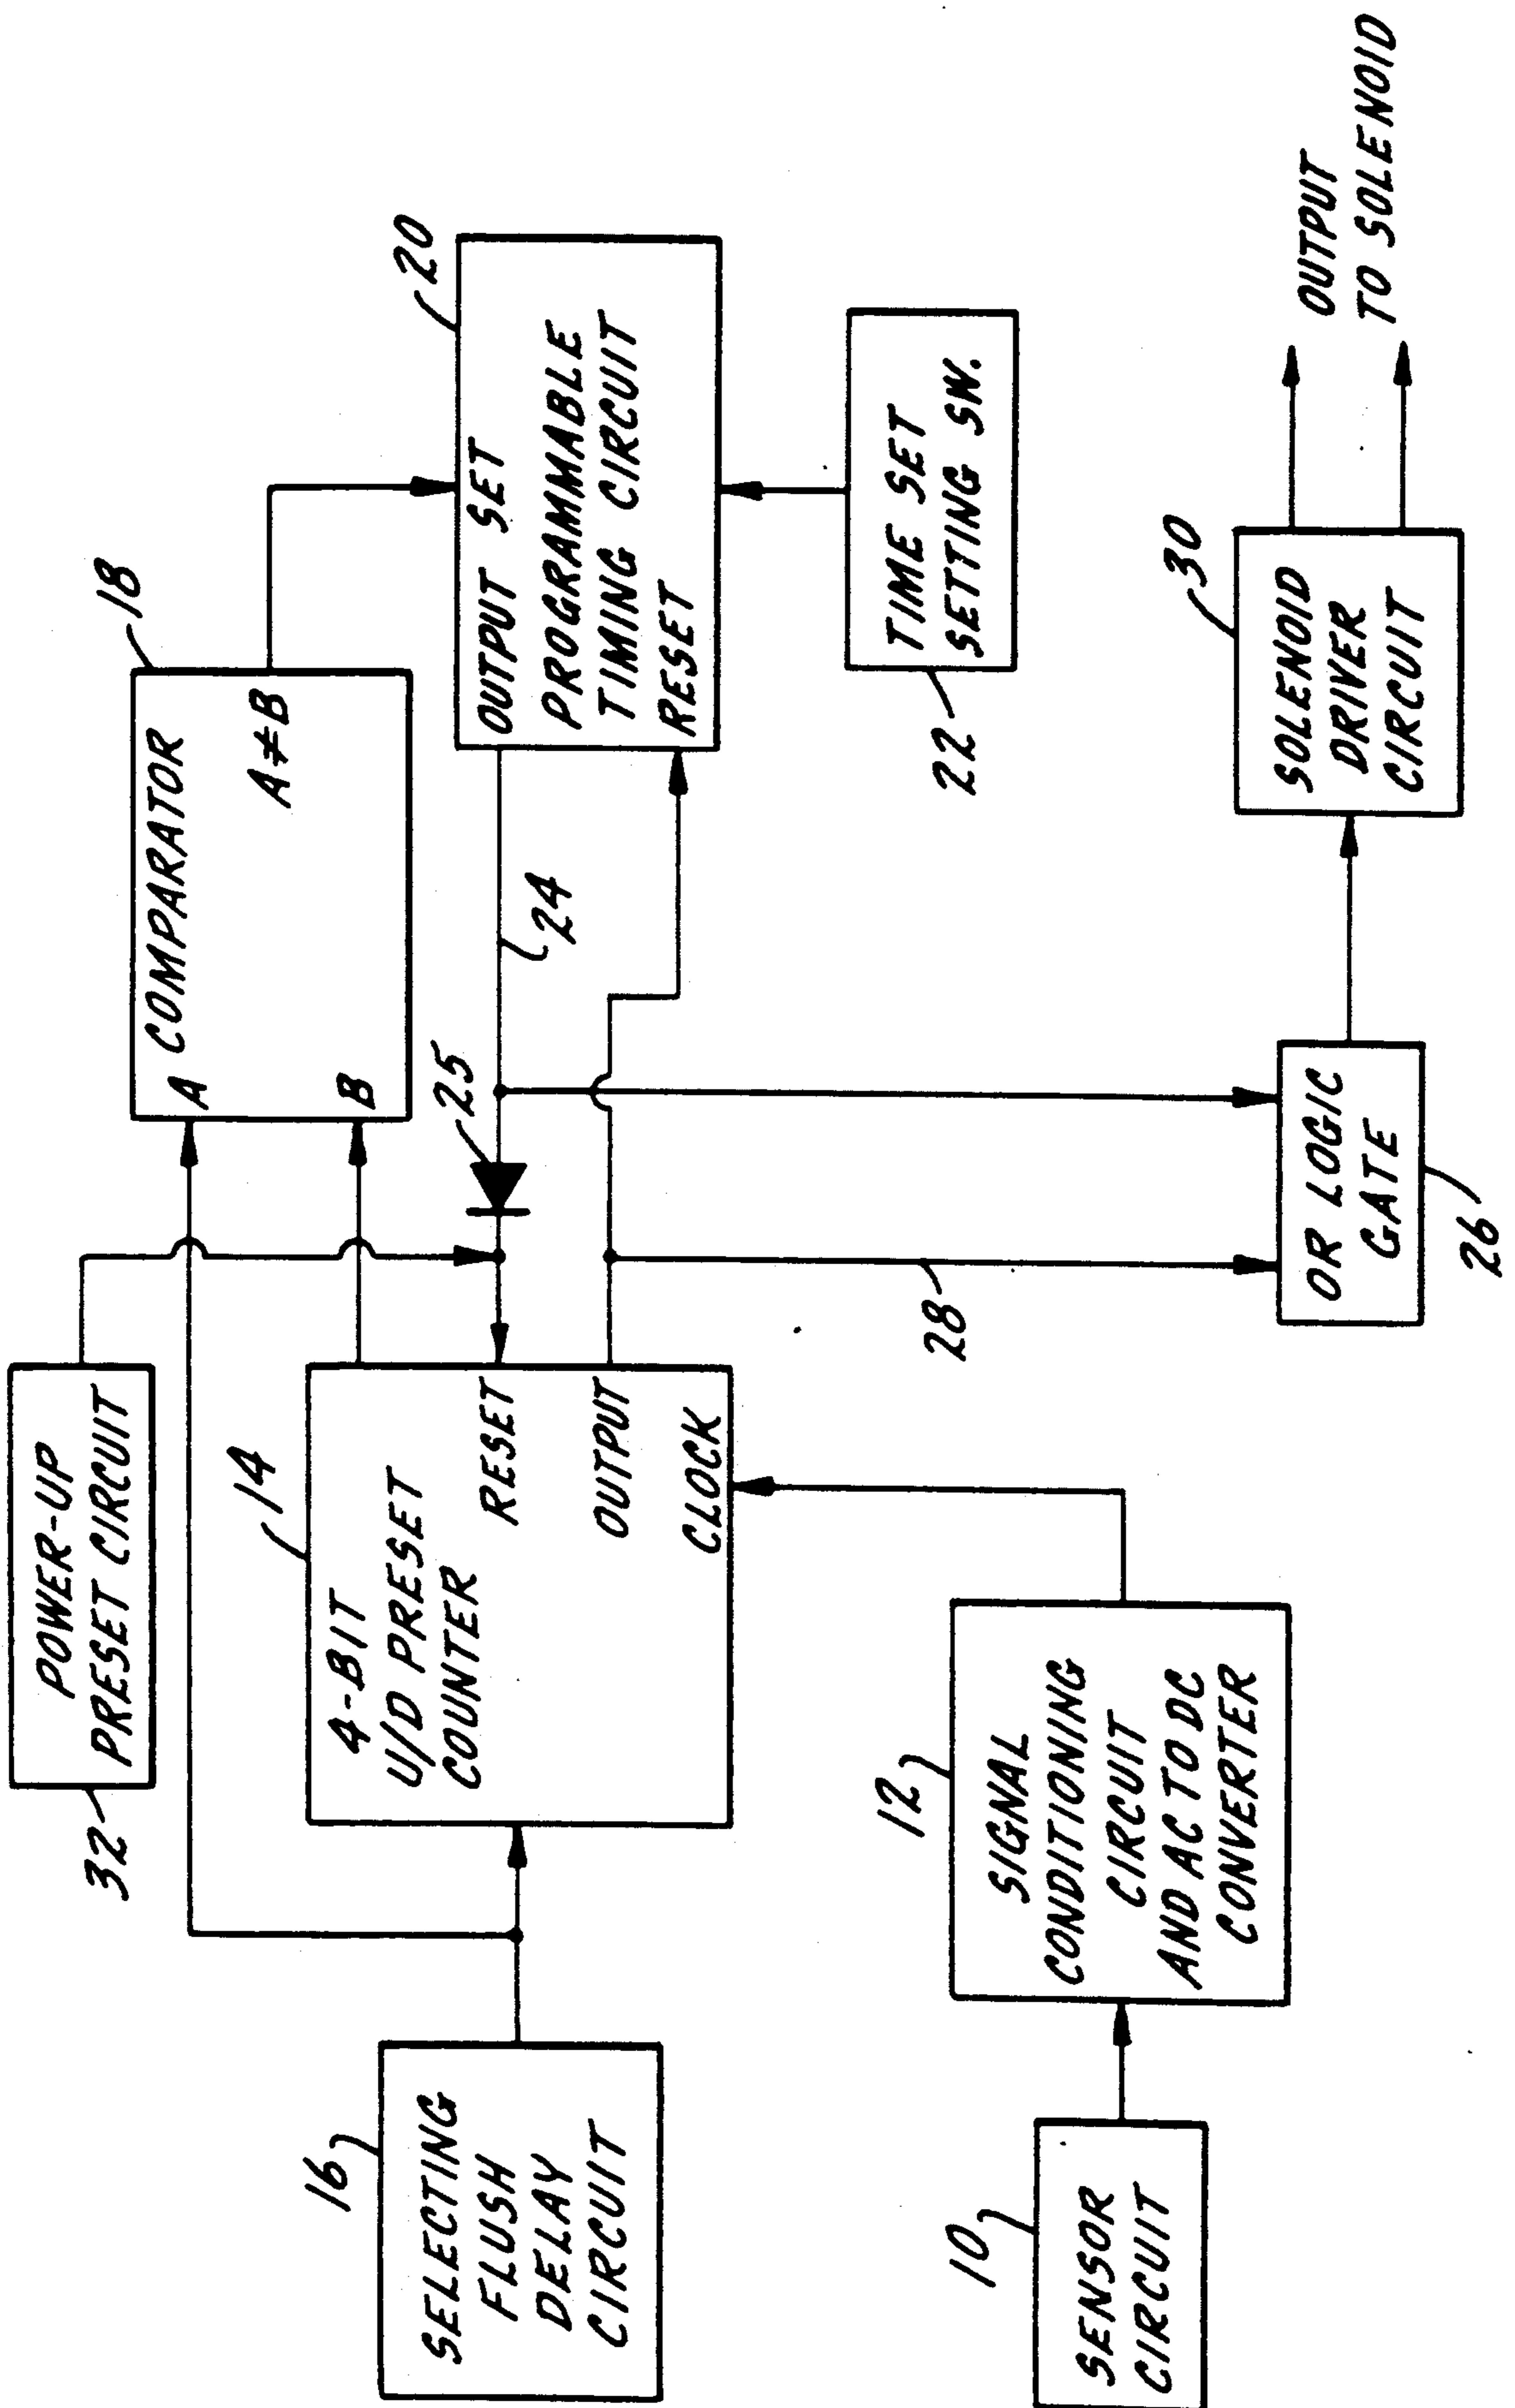 32
POWER-UP
PRESET CIRCUIT
16
SELECTING
FLUSH
DELAY
CIRCUIT
14
4-BIT
U/D PRESET
COUNTER
RESET
OUTPUT
CLOCK
18
A COMPARATOR
B
A≠B
25
24
20
OUTPUT SET
PROGRAMMABLE
TIMING CIRCUIT
RESET
22
TIME SET
SETTING SW.
10
SENSOR
CIRCUIT
12
SIGNAL
CONDITIONING
CIRCUIT
AND AC TO DC
CONVERTER
28
OR LOGIC
GATE
26
30
SOLENOID
DRIVER
CIRCUIT
OUTPUT
TO SOLENOID